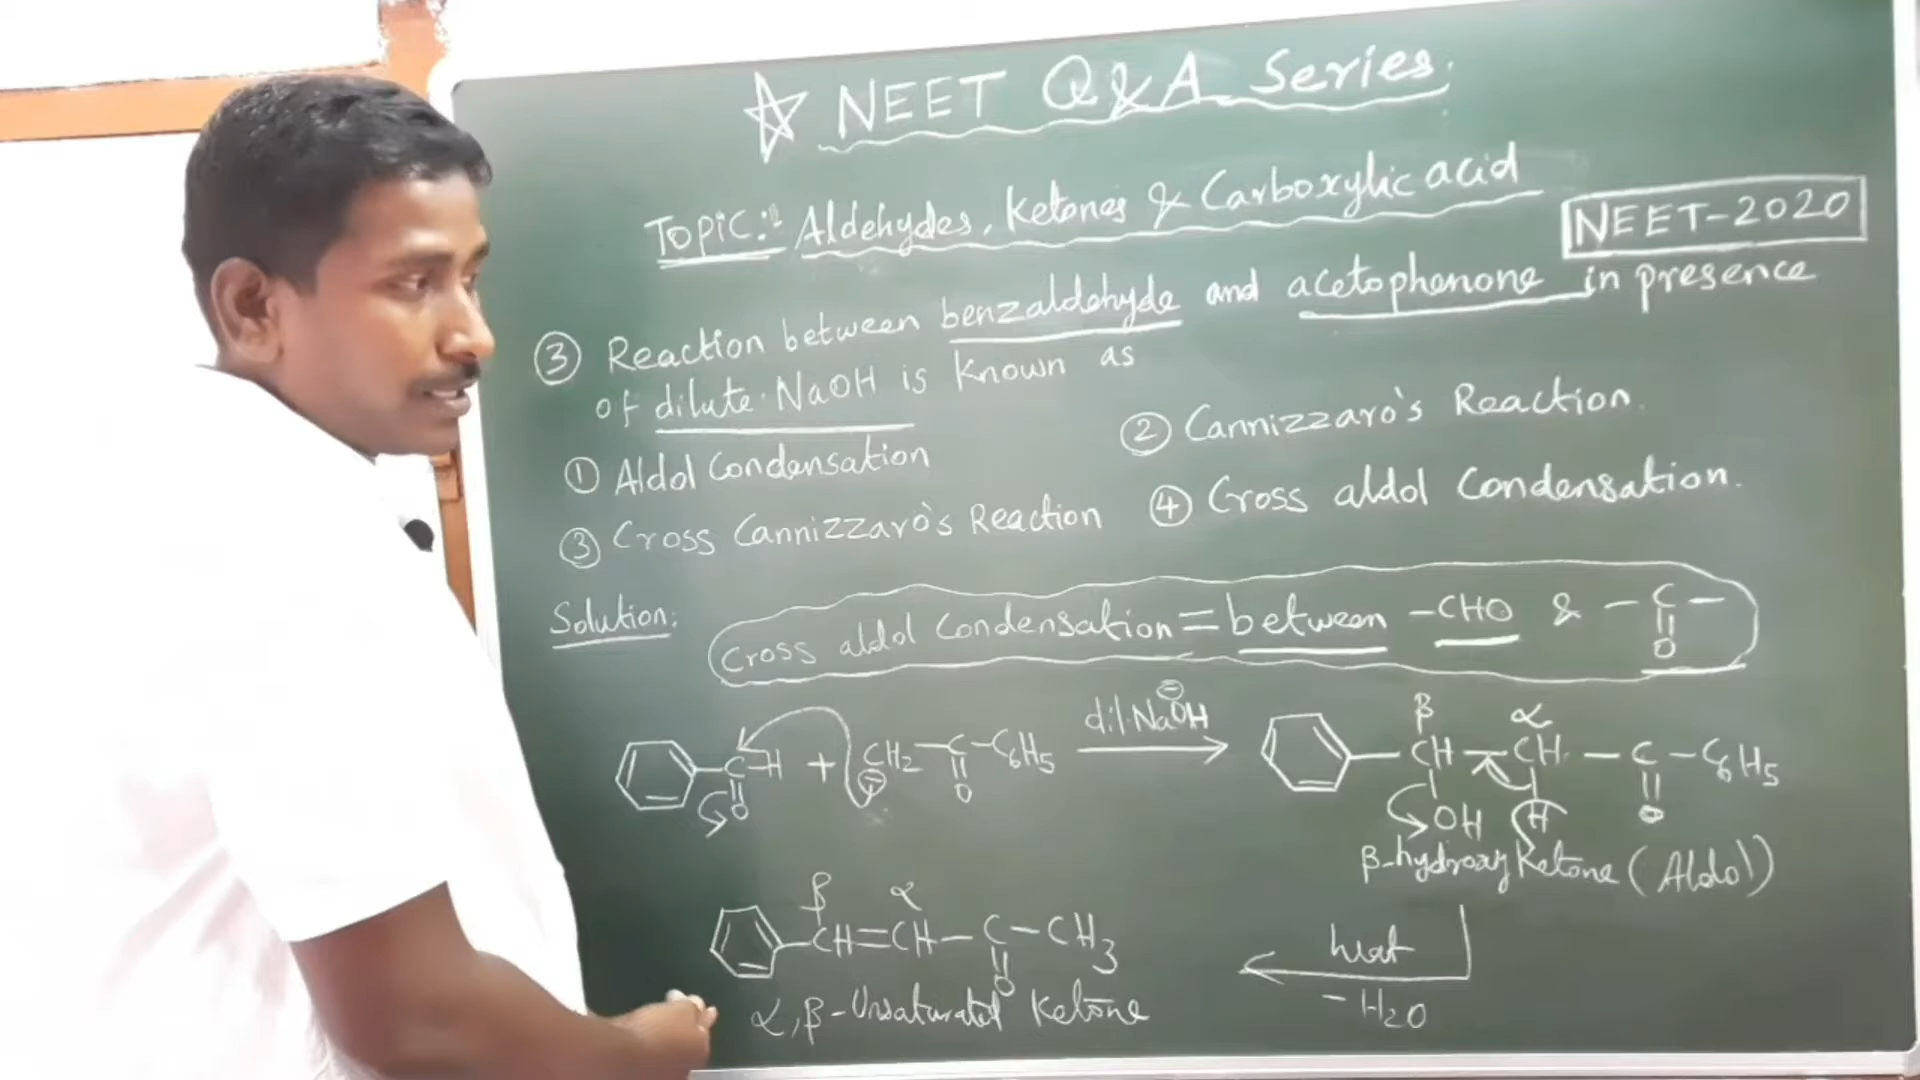 ☆ NEET Q&A Series.
Topic:- Aldehydes, Ketones & Carboxylic acid
NEET-2020
③ Reaction between benzaldehyde and acetophenone in presence
of dilute·NaOH is known as
① Aldol Condensation ② Cannizzaro's Reaction.
③ Cross Cannizzaro's Reaction ④ Cross aldol Condensation.
Solution:
Cross aldol Condensation = between -CHO & -C-
||
O
dil·NaOH ⊖
β α
C-H + CH2-C-C6H5 → CH-CH-C-C6H5
⊖
O O OH H O
β-hydroxy Ketone (Aldol)
β α
CH=CH-C-CH3
O
heat
-H2O
α,β-Unsaturated Ketone